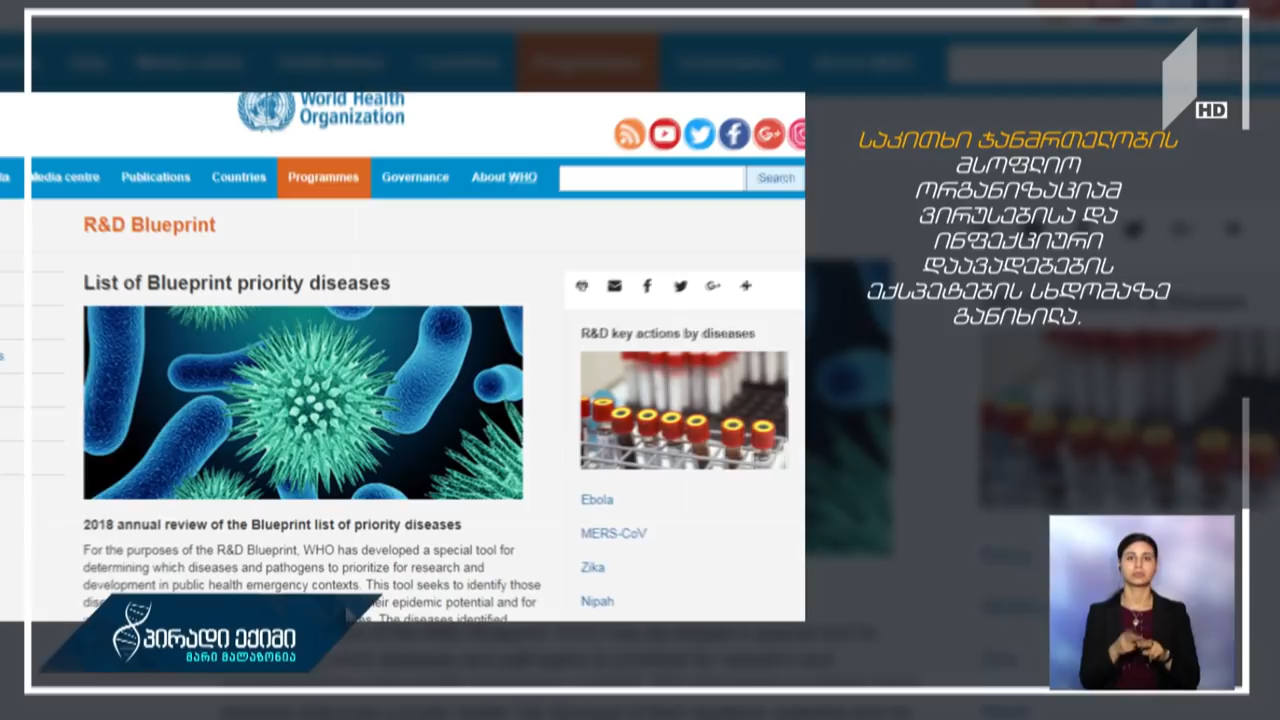 World Health
Organization
HD
Media centre
Publications
Countries
Programmes
Governance
About WHO
Search
R&D Blueprint
List of Blueprint priority diseases
R&D key actions by diseases
Ebola
MERS-CoV
Zika
Nipah
2018 annual review of the Blueprint list of priority diseases
For the purposes of the R&D Blueprint, WHO has developed a special tool for
determining which diseases and pathogens to prioritize for research and
development in public health emergency contexts. This tool seeks to identify those
their epidemic potential and for
The diseases identified
საკითხი ჯანმრთელობის
მსოფლიო
ორგანიზაციამ
ვირუსებისა და
ინფექციური
დაავადებების
ექსპეტების სხდომაზე
განიხილა.
პირადი ექიმი
მარი მალაზონია